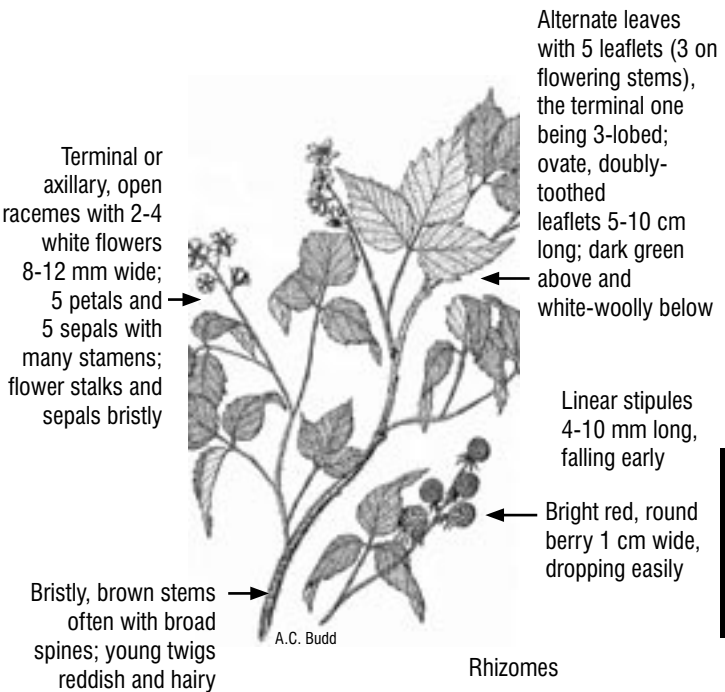 Alternate leaves
with 5 leaflets (3 on
flowering stems),
the terminal one
being 3-lobed;
ovate, doubly-
toothed
leaflets 5-10 cm
long; dark green
above and
white-woolly below
Terminal or
axillary, open
racemes with 2-4
white flowers
8-12 mm wide;
5 petals and
5 sepals with
many stamens;
flower stalks and
sepals bristly
Linear stipules
4-10 mm long,
falling early
Bright red, round
berry 1 cm wide,
dropping easily
Bristly, brown stems
often with broad
spines; young twigs
reddish and hairy
A.C. Budd
Rhizomes